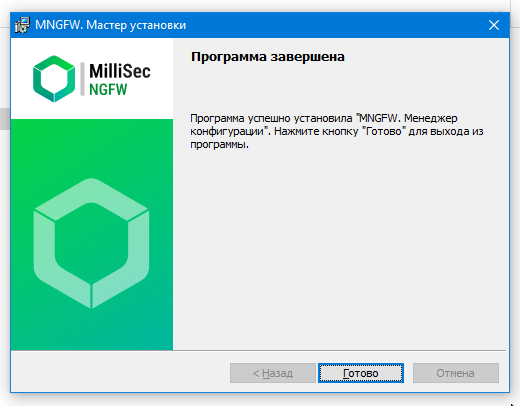 MNGFW. Мастер установки
MilliSec
NGFW
Программа завершена
Программа успешно установила "MNGFW. Менеджер
конфигурации". Нажмите кнопку "Готово" для выхода из
программы.
< Назад
Готово
Отмена